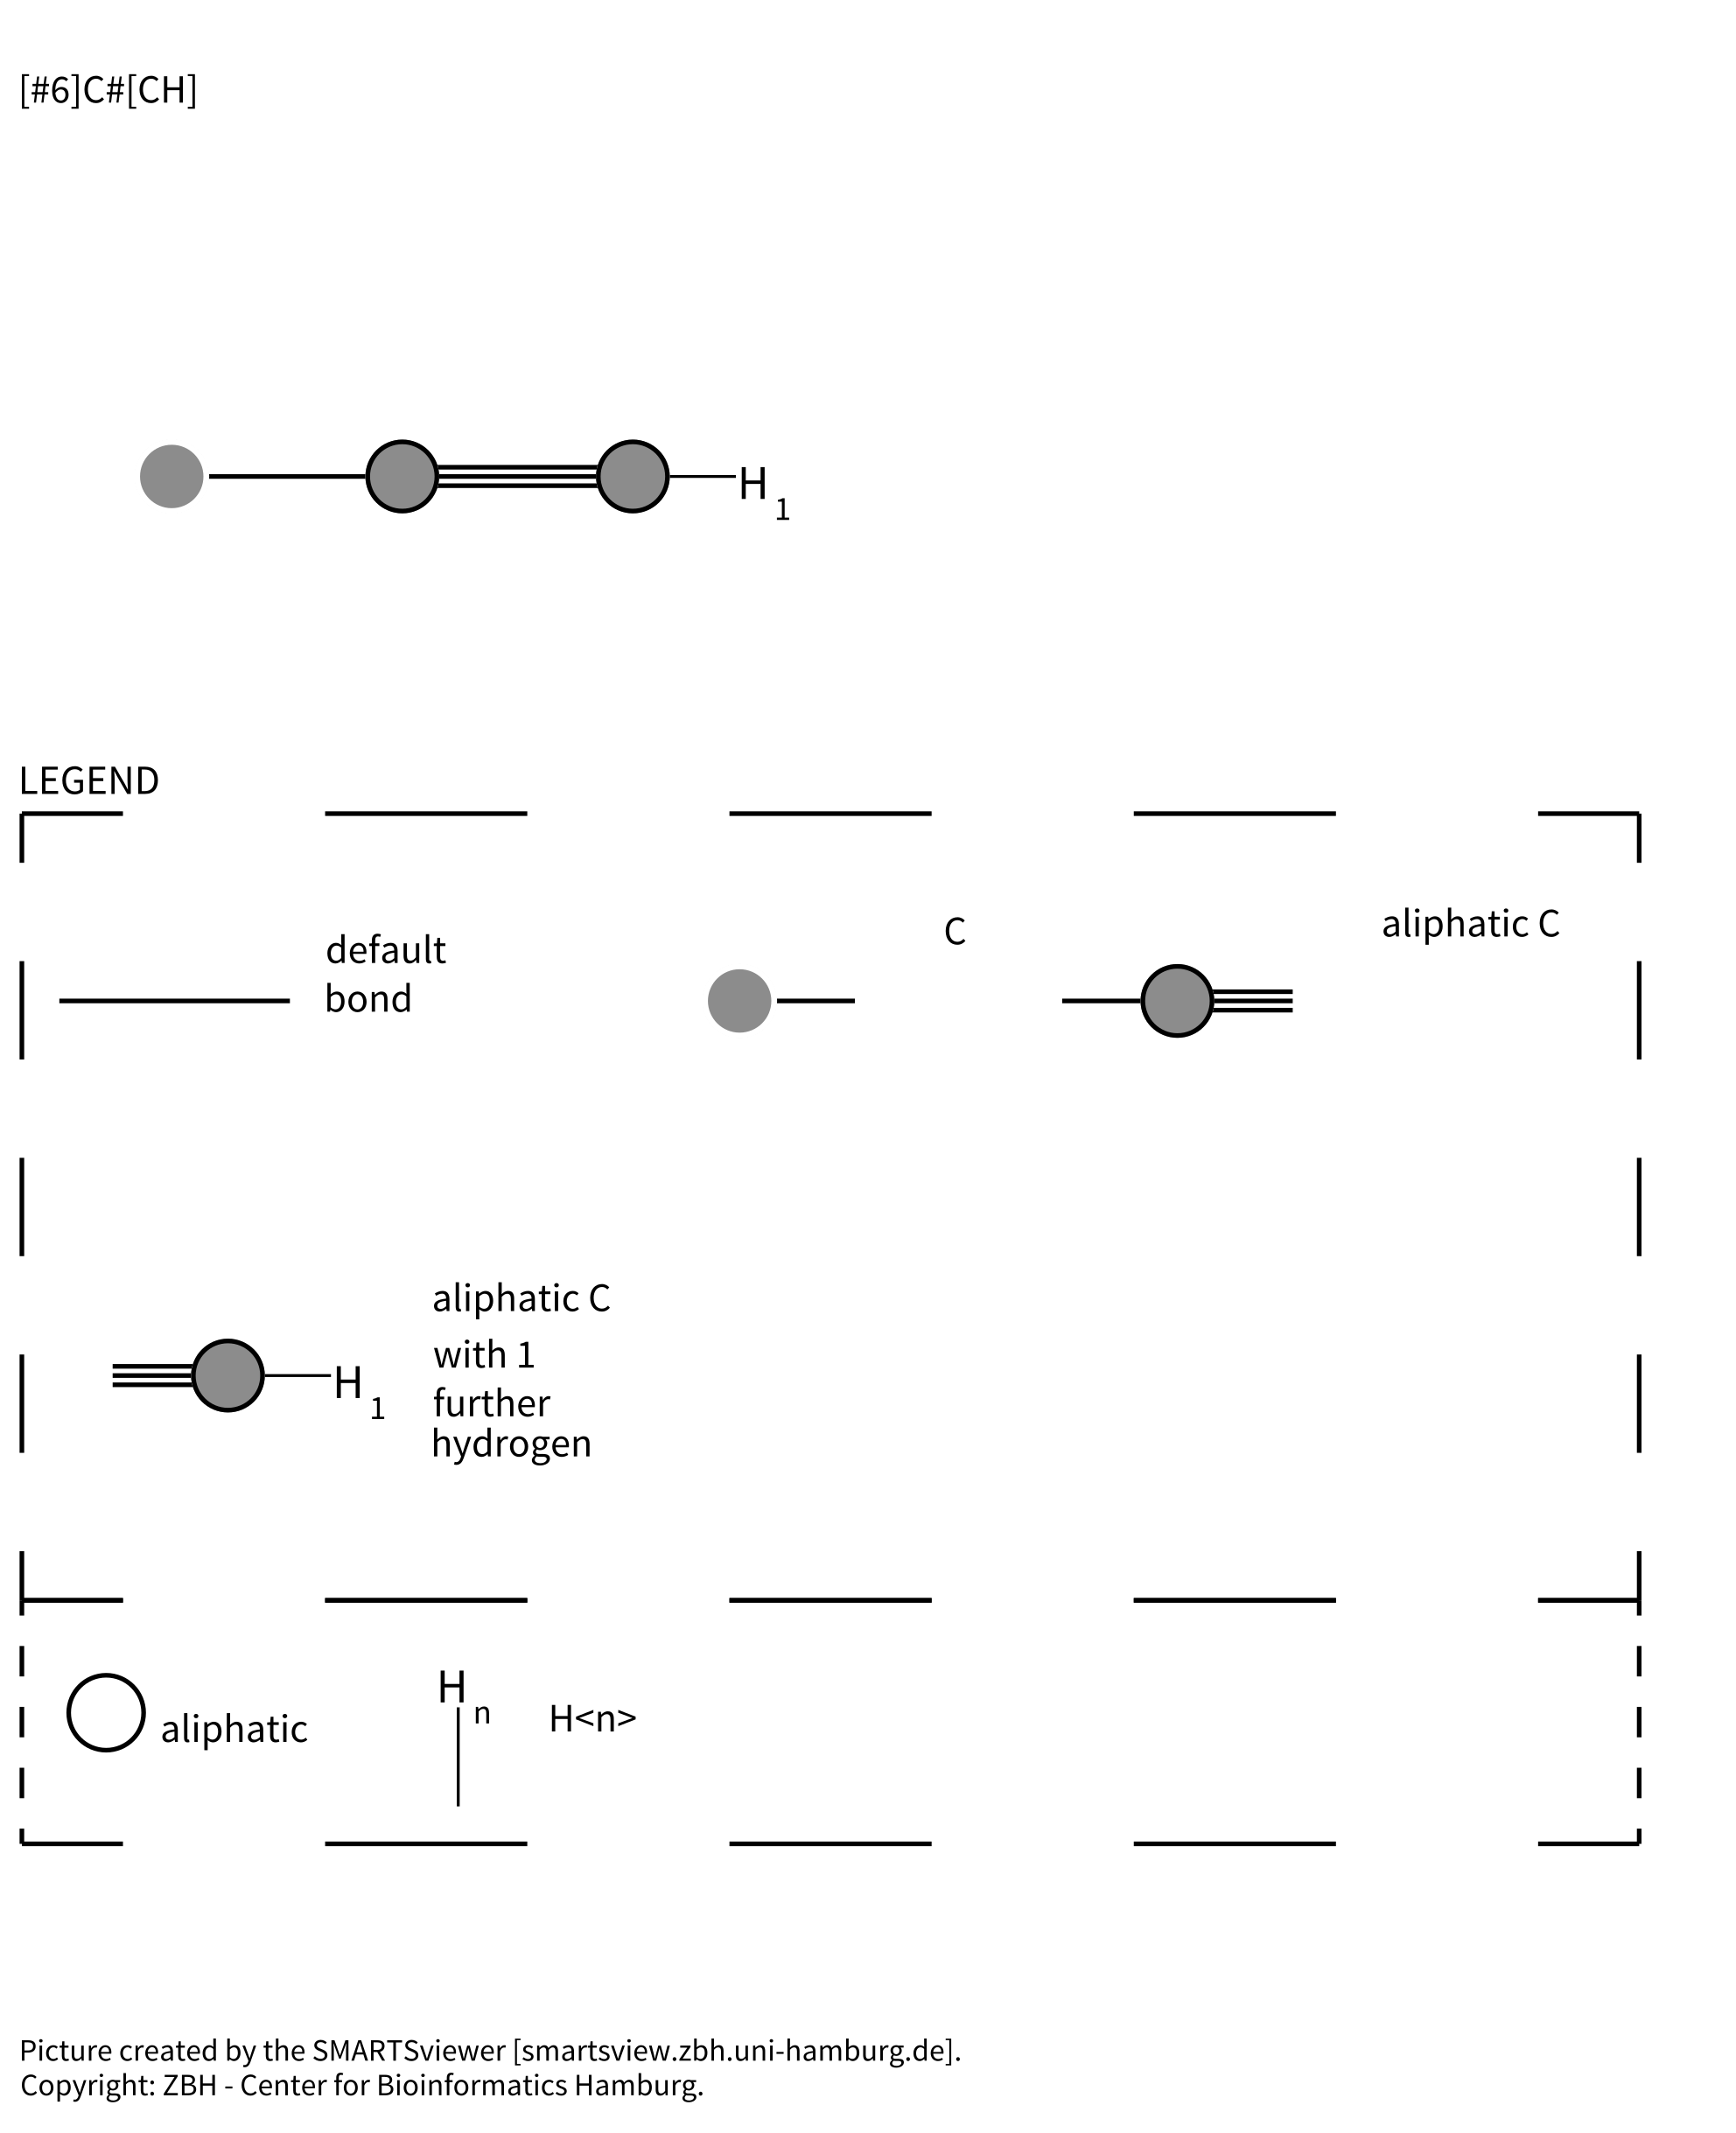 [#6]C#[CH]
H
1
LEGEND
default
bond
C
aliphatic C
H
1
aliphatic C
with 1
further
hydrogen
aliphatic
H
n
H<n>
Picture created by the SMARTSviewer [smartsview.zbh.uni-hamburg.de].
Copyright: ZBH - Center for Bioinformatics Hamburg.